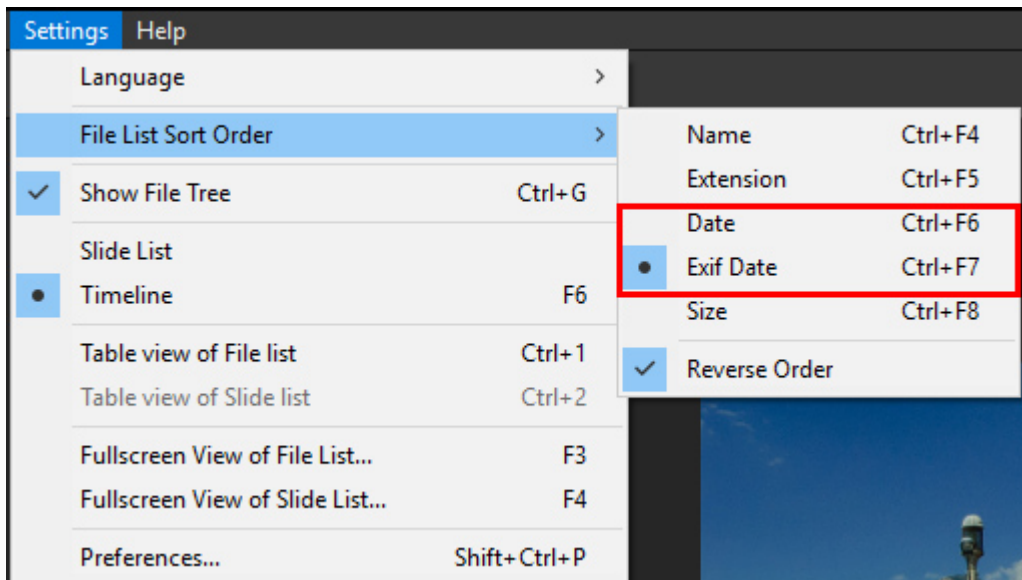 Settings Help
Language
File List Sort Order
Show File Tree Ctrl+G
Slide List
Timeline F6
Table view of File list Ctrl+1
Table view of Slide list Ctrl+2
Fullscreen View of File List... F3
Fullscreen View of Slide List... F4
Preferences... Shift+Ctrl+P
Name Ctrl+F4
Extension Ctrl+F5
Date Ctrl+F6
Exif Date Ctrl+F7
Size Ctrl+F8
Reverse Order